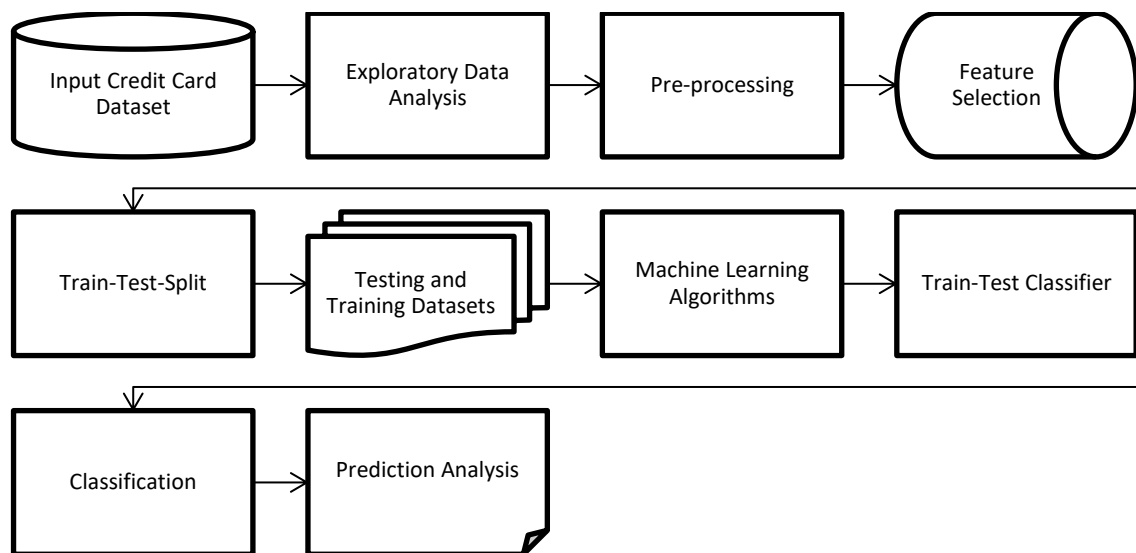 Input Credit Card
Dataset
Exploratory Data
Analysis
Pre-processing
Feature
Selection
Train-Test-Split
Testing and
Training Datasets
Machine Learning
Algorithms
Train-Test Classifier
Classification
Prediction Analysis